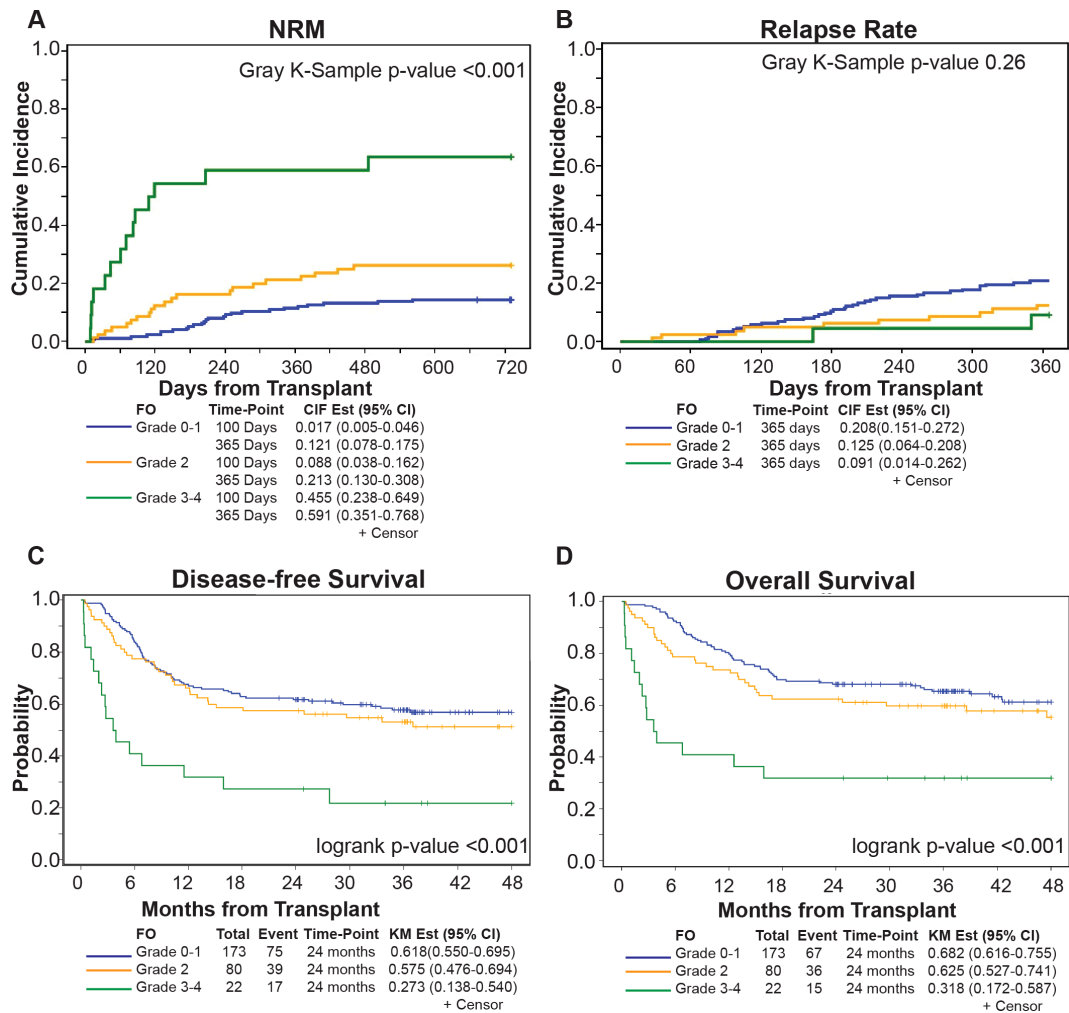 A
NRM
Gray K-Sample p-value <0.001
Cumulative Incidence
1.0
0.8
0.6
0.4
0.2
0.0
0 120 240 360 480 600 720
Days from Transplant
FO Time-Point CIF Est (95% CI)
Grade 0-1 100 Days 0.017 (0.005-0.046)
365 Days 0.121 (0.078-0.175)
Grade 2 100 Days 0.088 (0.038-0.162)
365 Days 0.213 (0.130-0.308)
Grade 3-4 100 Days 0.455 (0.238-0.649)
365 Days 0.591 (0.351-0.768)
+ Censor
B
Relapse Rate
Gray K-Sample p-value 0.26
Cumulative Incidence
1.0
0.8
0.6
0.4
0.2
0.0
0 60 120 180 240 300 360
Days from Transplant
FO Time-Point CIF Est (95% CI)
Grade 0-1 365 days 0.208(0.151-0.272)
Grade 2 365 days 0.125 (0.064-0.208)
Grade 3-4 365 days 0.091 (0.014-0.262)
+ Censor
C
Disease-free Survival
Probability
1.0
0.8
0.6
0.4
0.2
0.0
logrank p-value <0.001
0 6 12 18 24 30 36 42 48
Months from Transplant
FO Total Event Time-Point KM Est (95% CI)
Grade 0-1 173 75 24 months 0.618(0.550-0.695)
Grade 2 80 39 24 months 0.575 (0.476-0.694)
Grade 3-4 22 17 24 months 0.273 (0.138-0.540)
+ Censor
D
Overall Survival
Probability
1.0
0.8
0.6
0.4
0.2
0.0
logrank p-value <0.001
0 6 12 18 24 30 36 42 48
Months from Transplant
FO Total Event Time-Point KM Est (95% CI)
Grade 0-1 173 67 24 months 0.682 (0.616-0.755)
Grade 2 80 36 24 months 0.625 (0.527-0.741)
Grade 3-4 22 15 24 months 0.318 (0.172-0.587)
+ Censor